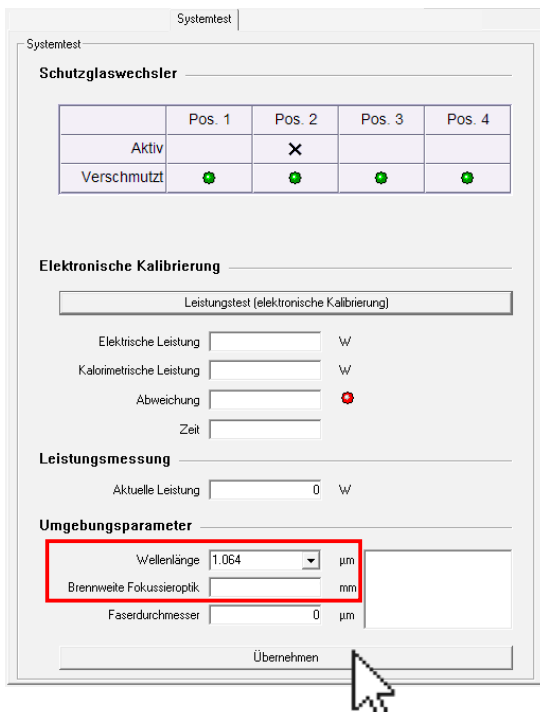 Systemtest
Systemtest
Schutzglaswechsler
Pos. 1 Pos. 2 Pos. 3 Pos. 4
Aktiv X
Verschmutzt
Elektronische Kalibrierung
Leistungstest (elektronische Kalibrierung)
Elektrische Leistung W
Kalorimetrische Leistung W
Abweichung
Zeit
Leistungsmessung
Aktuelle Leistung 0 W
Umgebungsparameter
Wellenlänge 1.064 µm
Brennweite Fokussieroptik mm
Faserdurchmesser 0 µm
Übernehmen